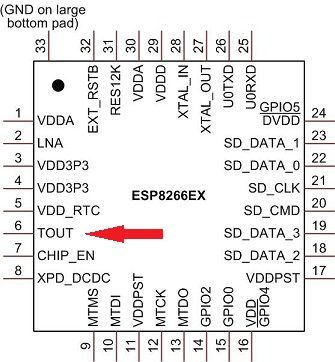 (GND on large
bottom pad)
33
32
31
30
29
28
27
26
25
EXT_RSTB
RES12K
VDDA
VDDD
XTAL_IN
XTAL_OUT
U0TXD
U0RXD
1 VDDA
2 LNA
3 VDD3P3
4 VDD3P3
5 VDD_RTC
6 TOUT
7 CHIP_EN
8 XPD_DCDC
ESP8266EX
GPIO5
DVDD 24
SD_DATA_1 23
SD_DATA_0 22
SD_CLK 21
SD_CMD 20
SD_DATA_3 19
SD_DATA_2 18
VDDPST 17
MTMS
MTDI
VDDPST
MTCK
MTDO
GPIO2
GPIO0
VDD
GPIO4
9
10
11
12
13
14
15
16